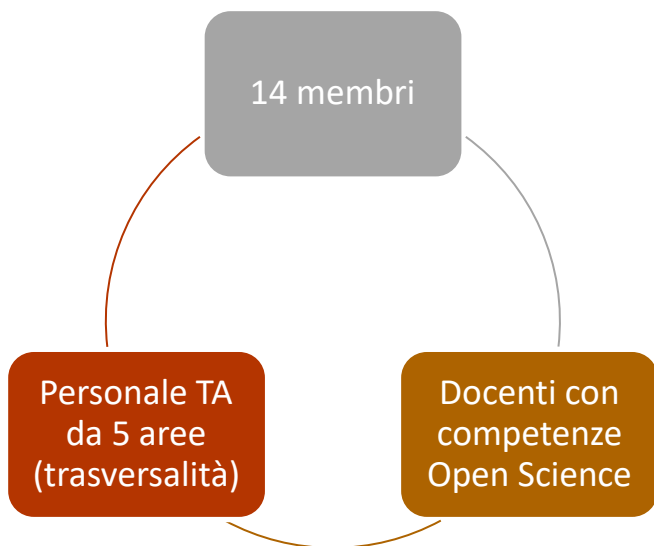 14 membri
Personale TA
da 5 aree
(trasversalità)
Docenti con
competenze
Open Science